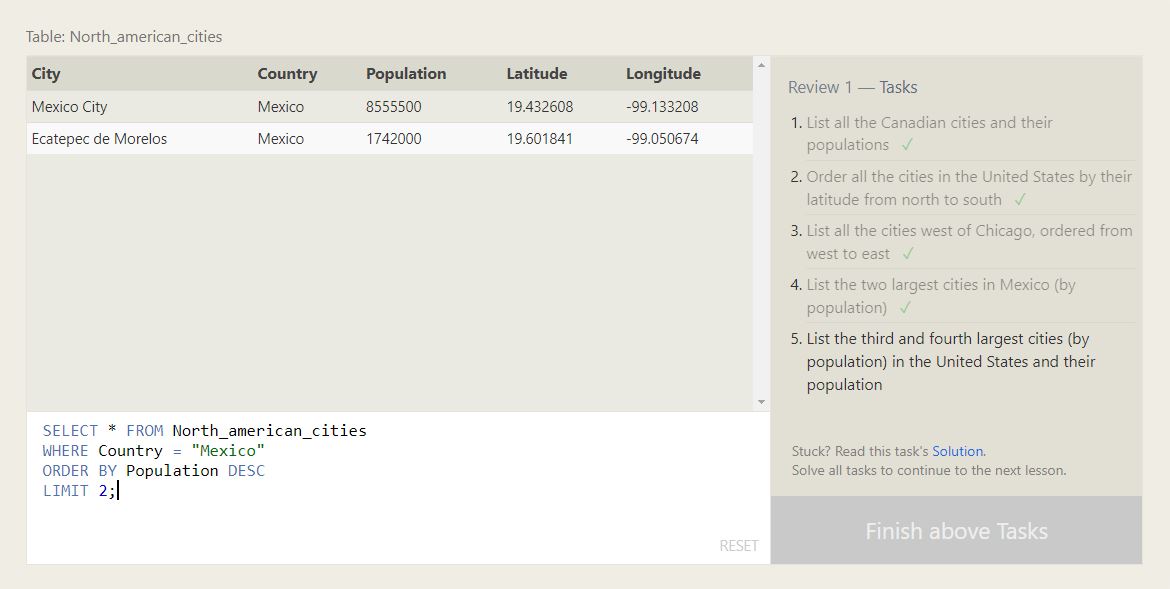 Table: North_american_cities
City Country Population Latitude Longitude
Mexico City Mexico 8555500 19.432608 -99.133208
Ecatepec de Morelos Mexico 1742000 19.601841 -99.050674
SELECT * FROM North_american_cities
WHERE Country = "Mexico"
ORDER BY Population DESC
LIMIT 2;
RESET
Review 1 — Tasks
1. List all the Canadian cities and their
populations ✓
2. Order all the cities in the United States by their
latitude from north to south ✓
3. List all the cities west of Chicago, ordered from
west to east ✓
4. List the two largest cities in Mexico (by
population) ✓
5. List the third and fourth largest cities (by
population) in the United States and their
population
Stuck? Read this task's Solution.
Solve all tasks to continue to the next lesson.
Finish above Tasks